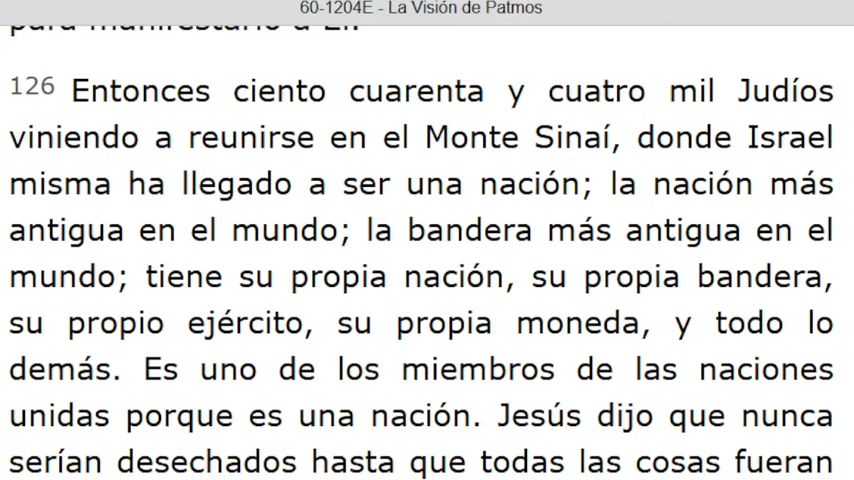 60-1204E - La Visión de Patmos
para manifestarlo a Él.
126 Entonces ciento cuarenta y cuatro mil Judíos
viniendo a reunirse en el Monte Sinaí, donde Israel
misma ha llegado a ser una nación; la nación más
antigua en el mundo; la bandera más antigua en el
mundo; tiene su propia nación, su propia bandera,
su propio ejército, su propia moneda, y todo lo
demás. Es uno de los miembros de las naciones
unidas porque es una nación. Jesús dijo que nunca
serían desechados hasta que todas las cosas fueran